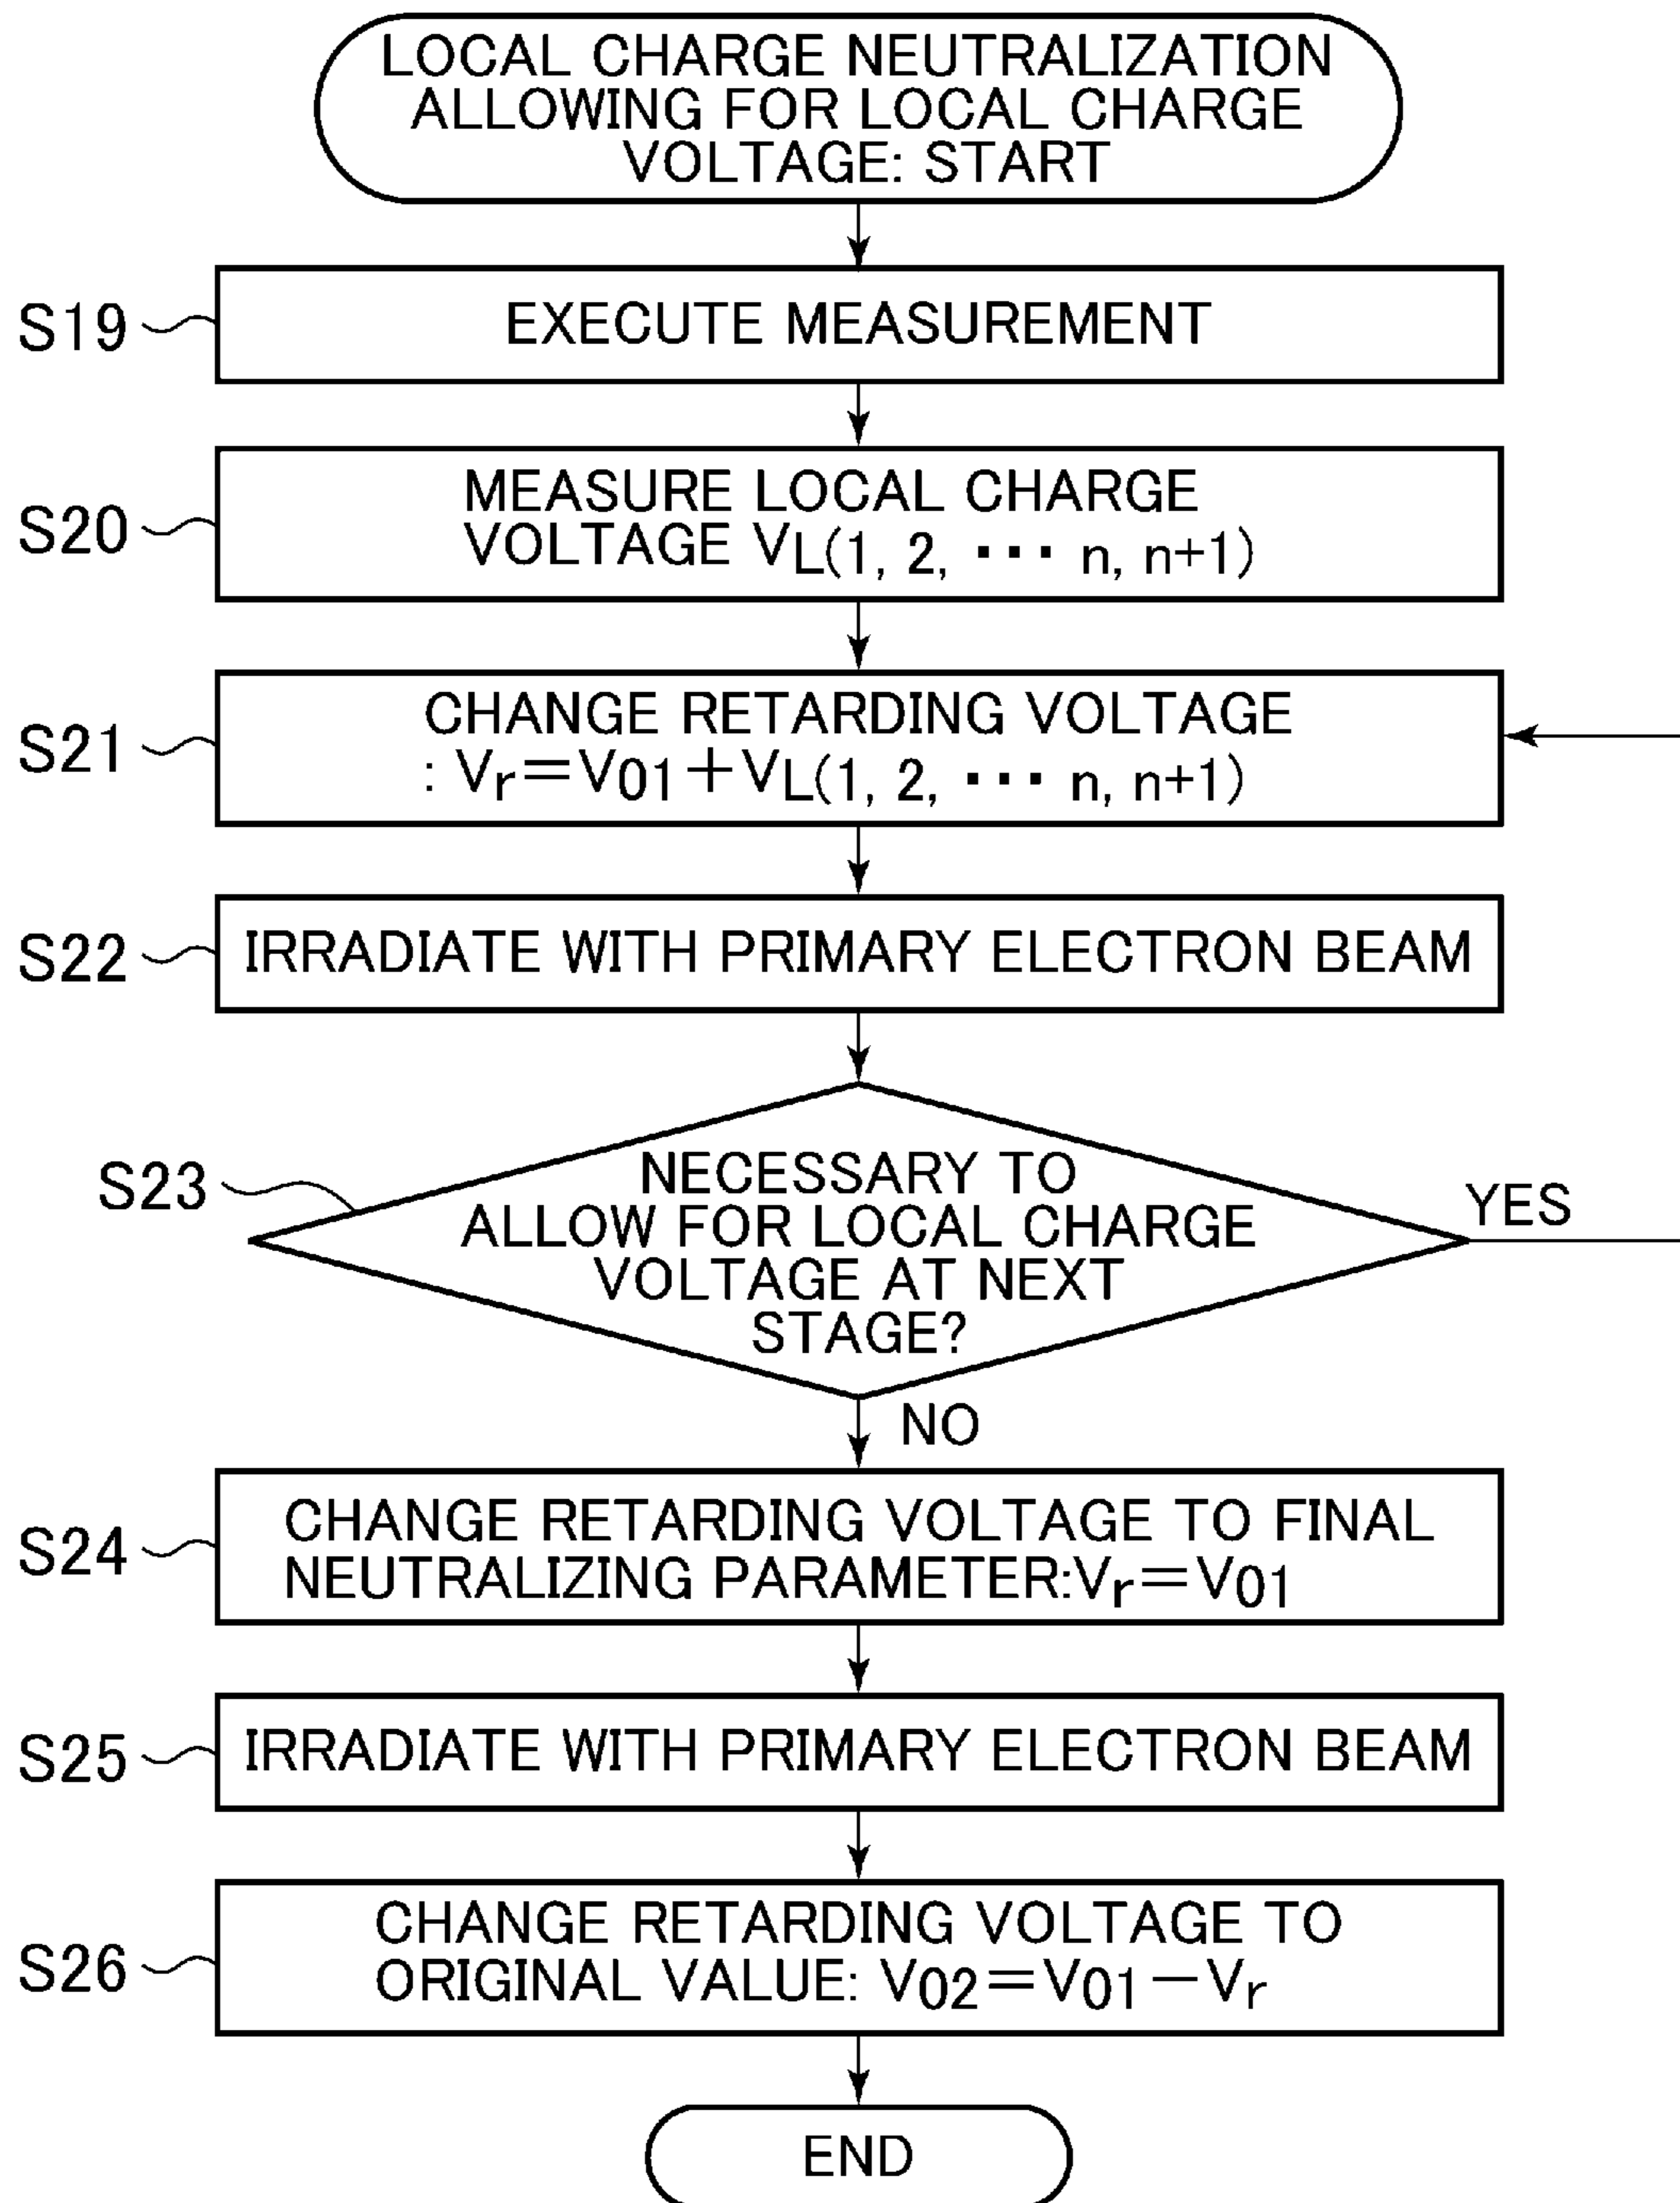 LOCAL CHARGE NEUTRALIZATION
ALLOWING FOR LOCAL CHARGE
VOLTAGE: START
S19
EXECUTE MEASUREMENT
S20
MEASURE LOCAL CHARGE
VOLTAGE VL(1, 2, ･･･ n, n+1)
S21
CHANGE RETARDING VOLTAGE
: Vr=V01+VL(1, 2, ･･･ n, n+1)
S22
IRRADIATE WITH PRIMARY ELECTRON BEAM
S23
NECESSARY TO
ALLOW FOR LOCAL CHARGE
VOLTAGE AT NEXT
STAGE?
YES
NO
S24
CHANGE RETARDING VOLTAGE TO FINAL
NEUTRALIZING PARAMETER:Vr=V01
S25
IRRADIATE WITH PRIMARY ELECTRON BEAM
S26
CHANGE RETARDING VOLTAGE TO
ORIGINAL VALUE: V02=V01-Vr
END